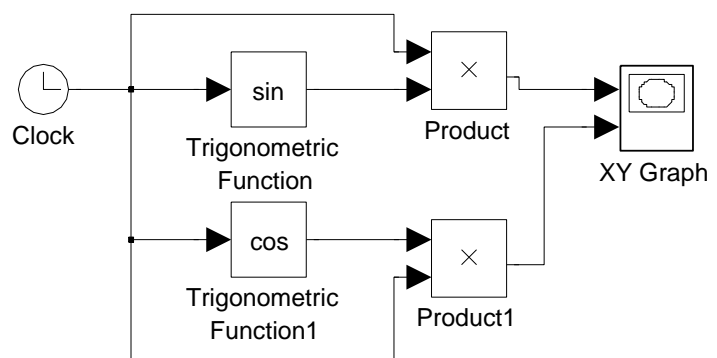 Clock
sin
Trigonometric
Function
×
Product
XY Graph
cos
Trigonometric
Function1
×
Product1